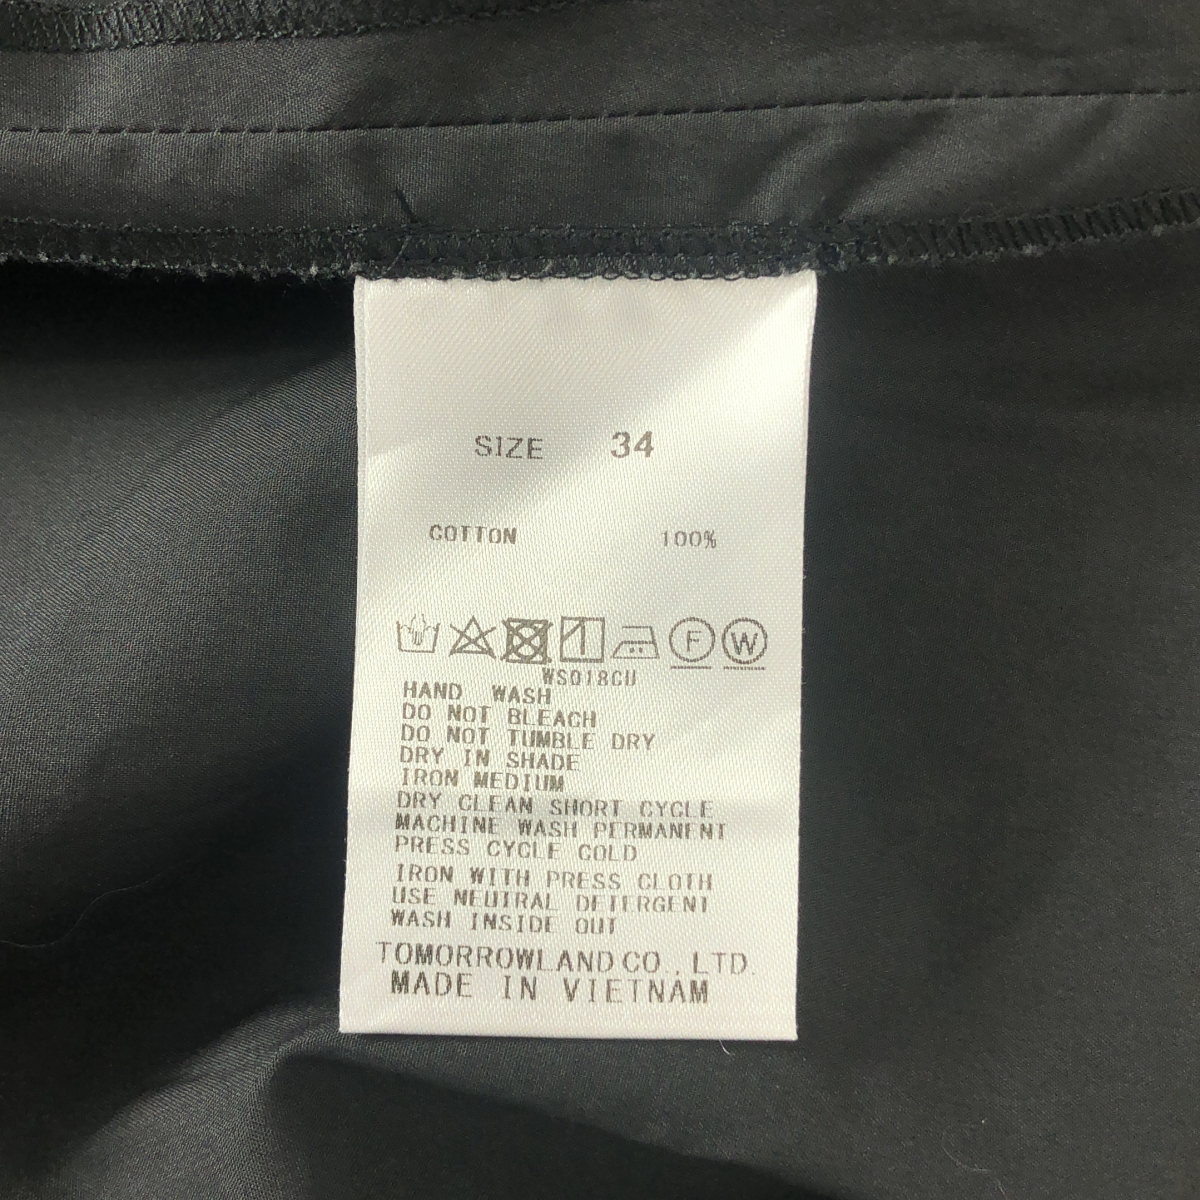 SIZE 34
COTTON 100%
F W
WS018CU
HAND WASH
DO NOT BLEACH
DO NOT TUMBLE DRY
DRY IN SHADE
IRON MEDIUM
DRY CLEAN SHORT CYCLE
MACHINE WASH PERMANENT
PRESS CYCLE COLD
IRON WITH PRESS CLOTH
USE NEUTRAL DETERGENT
WASH INSIDE OUT
TOMORROWLAND CO., LTD.
MADE IN VIETNAM